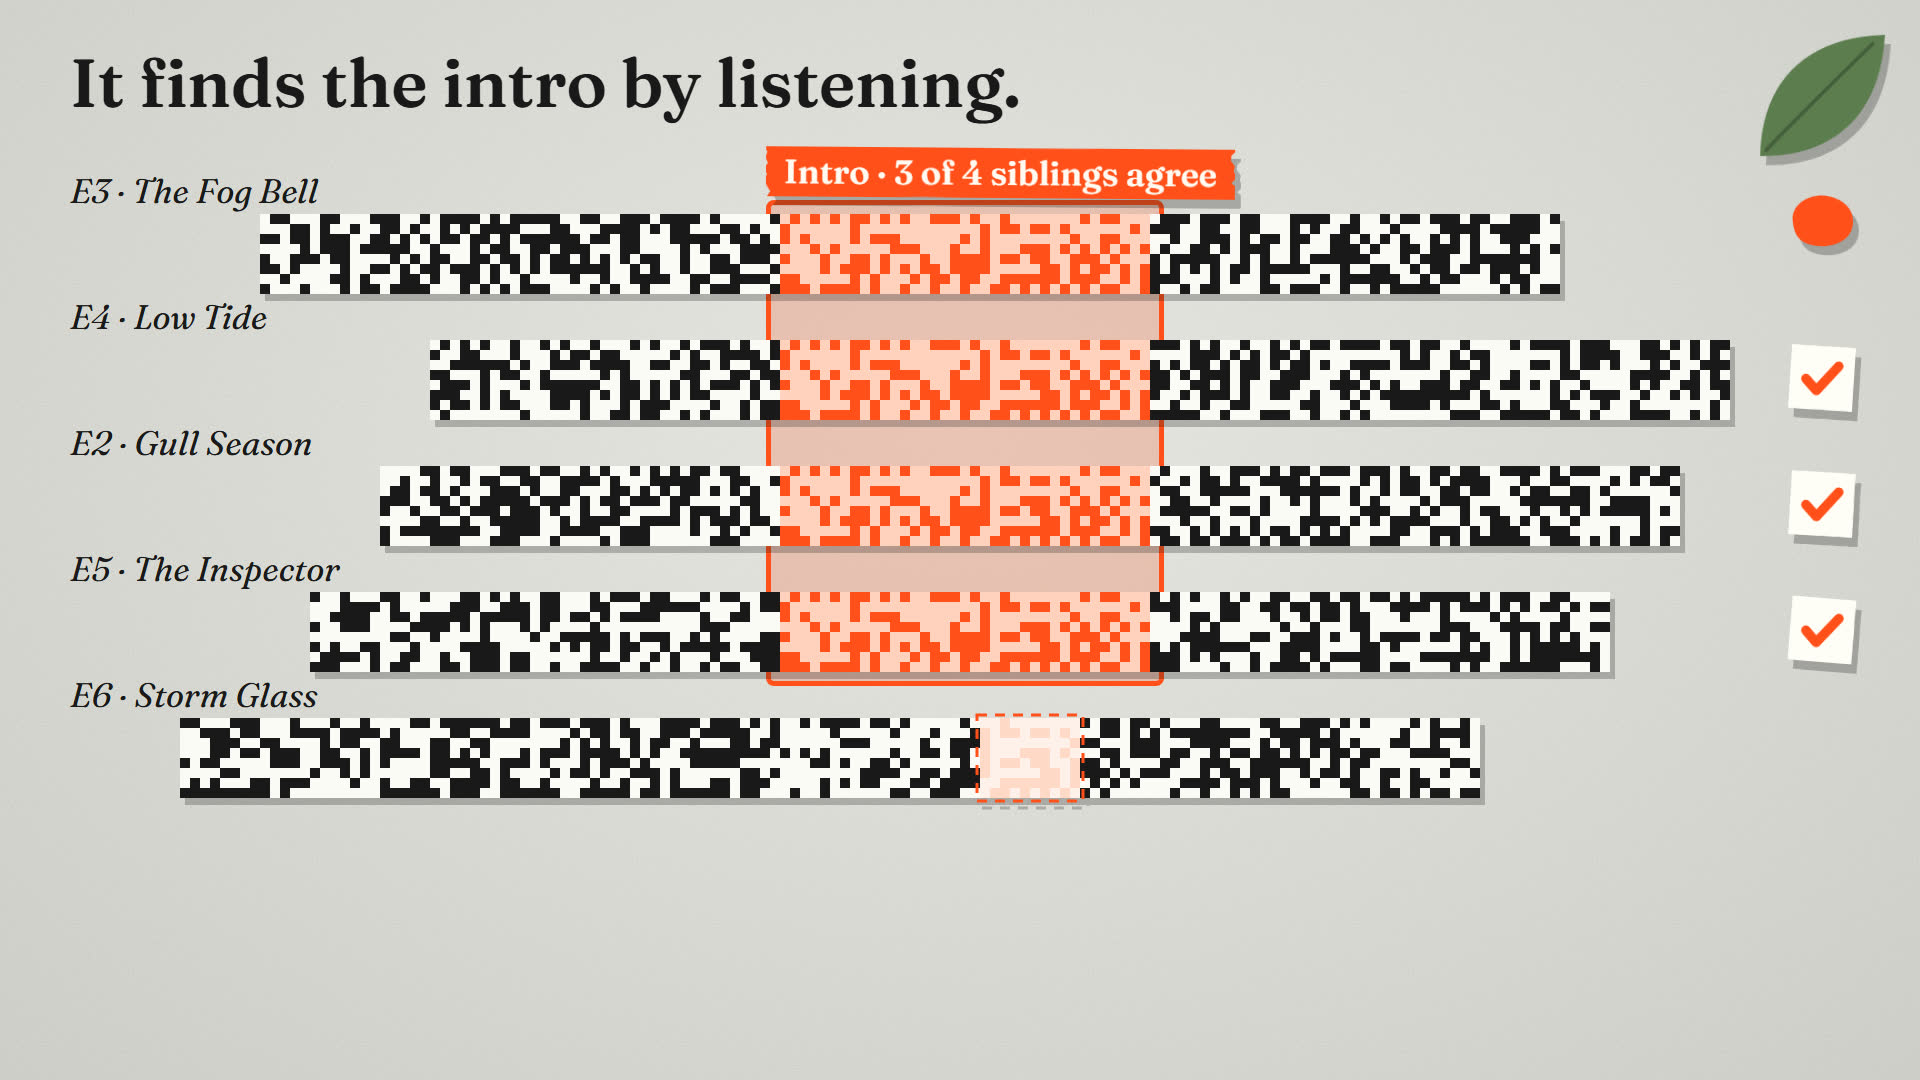 It finds the intro by listening.
Intro · 3 of 4 siblings agree
E3 · The Fog Bell
E4 · Low Tide
E2 · Gull Season
E5 · The Inspector
E6 · Storm Glass